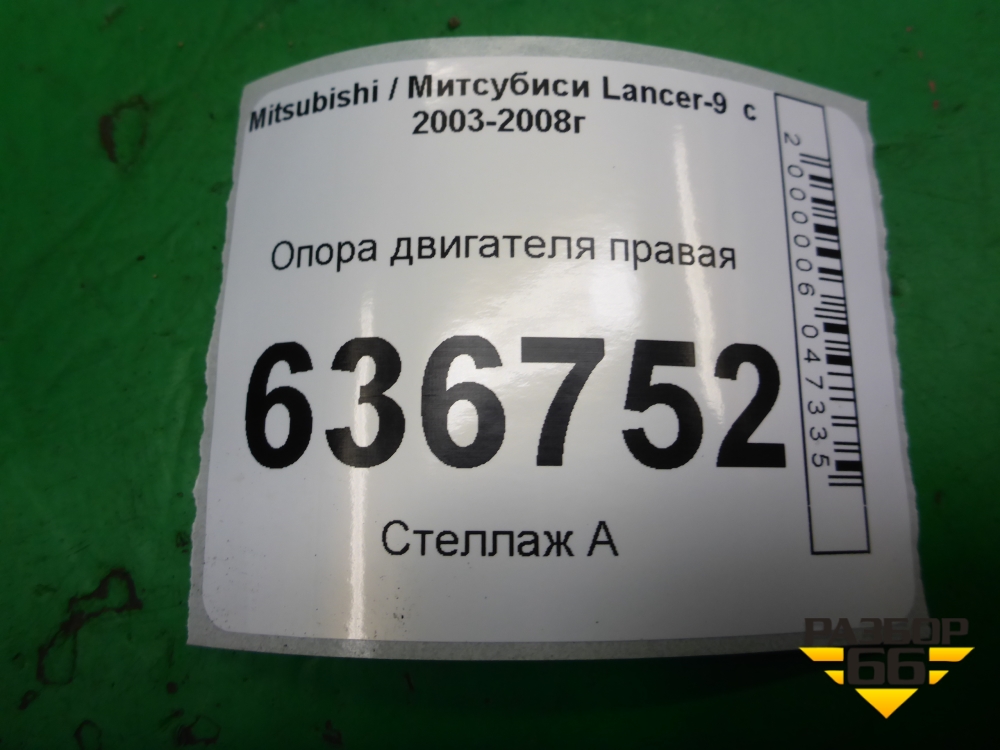 Mitsubishi / Митсубиси Lancer-9 с
2003-2008г
Опора двигателя правая
636752
Стеллаж А
2000006047335
РАЗБОР
66